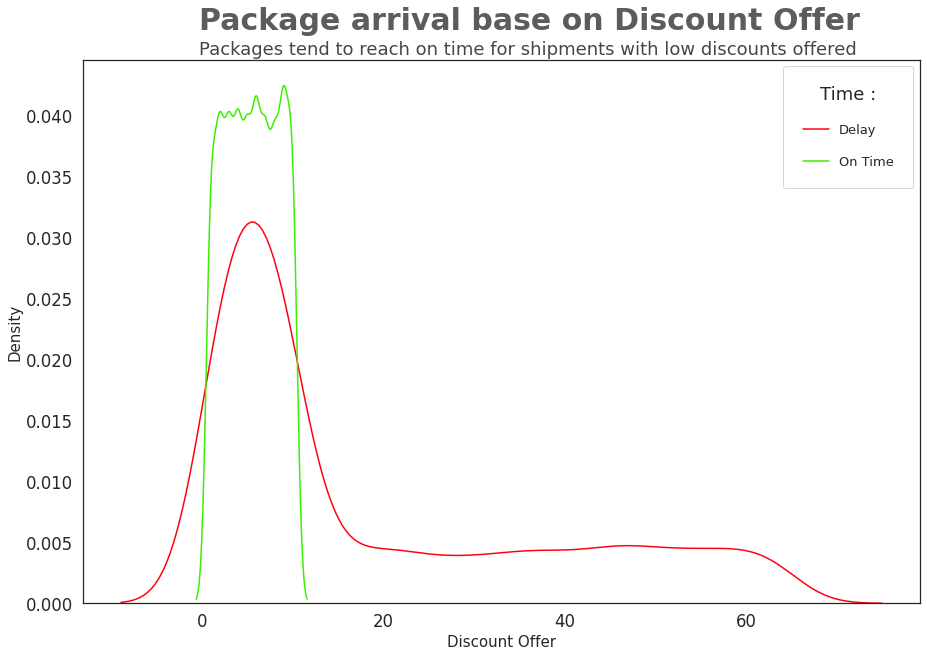 Package arrival base on Discount Offer
Packages tend to reach on time for shipments with low discounts offered
Time :
Delay
On Time
Density
0.040
0.035
0.030
0.025
0.020
0.015
0.010
0.005
0.000
0 20 40 60
Discount Offer